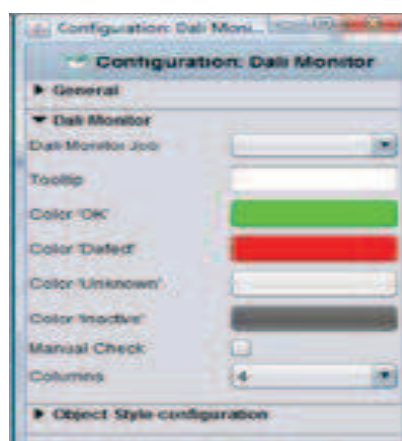 Configuration: Dali Moni...
Configuration: Dali Monitor
General
Dali Monitor
Dali Monitor Job
Tooltip
Color 'OK'
Color 'Defed'
Color 'Unknown'
Color 'Inactive'
Manual Check
Columns 4
Object Style configuration